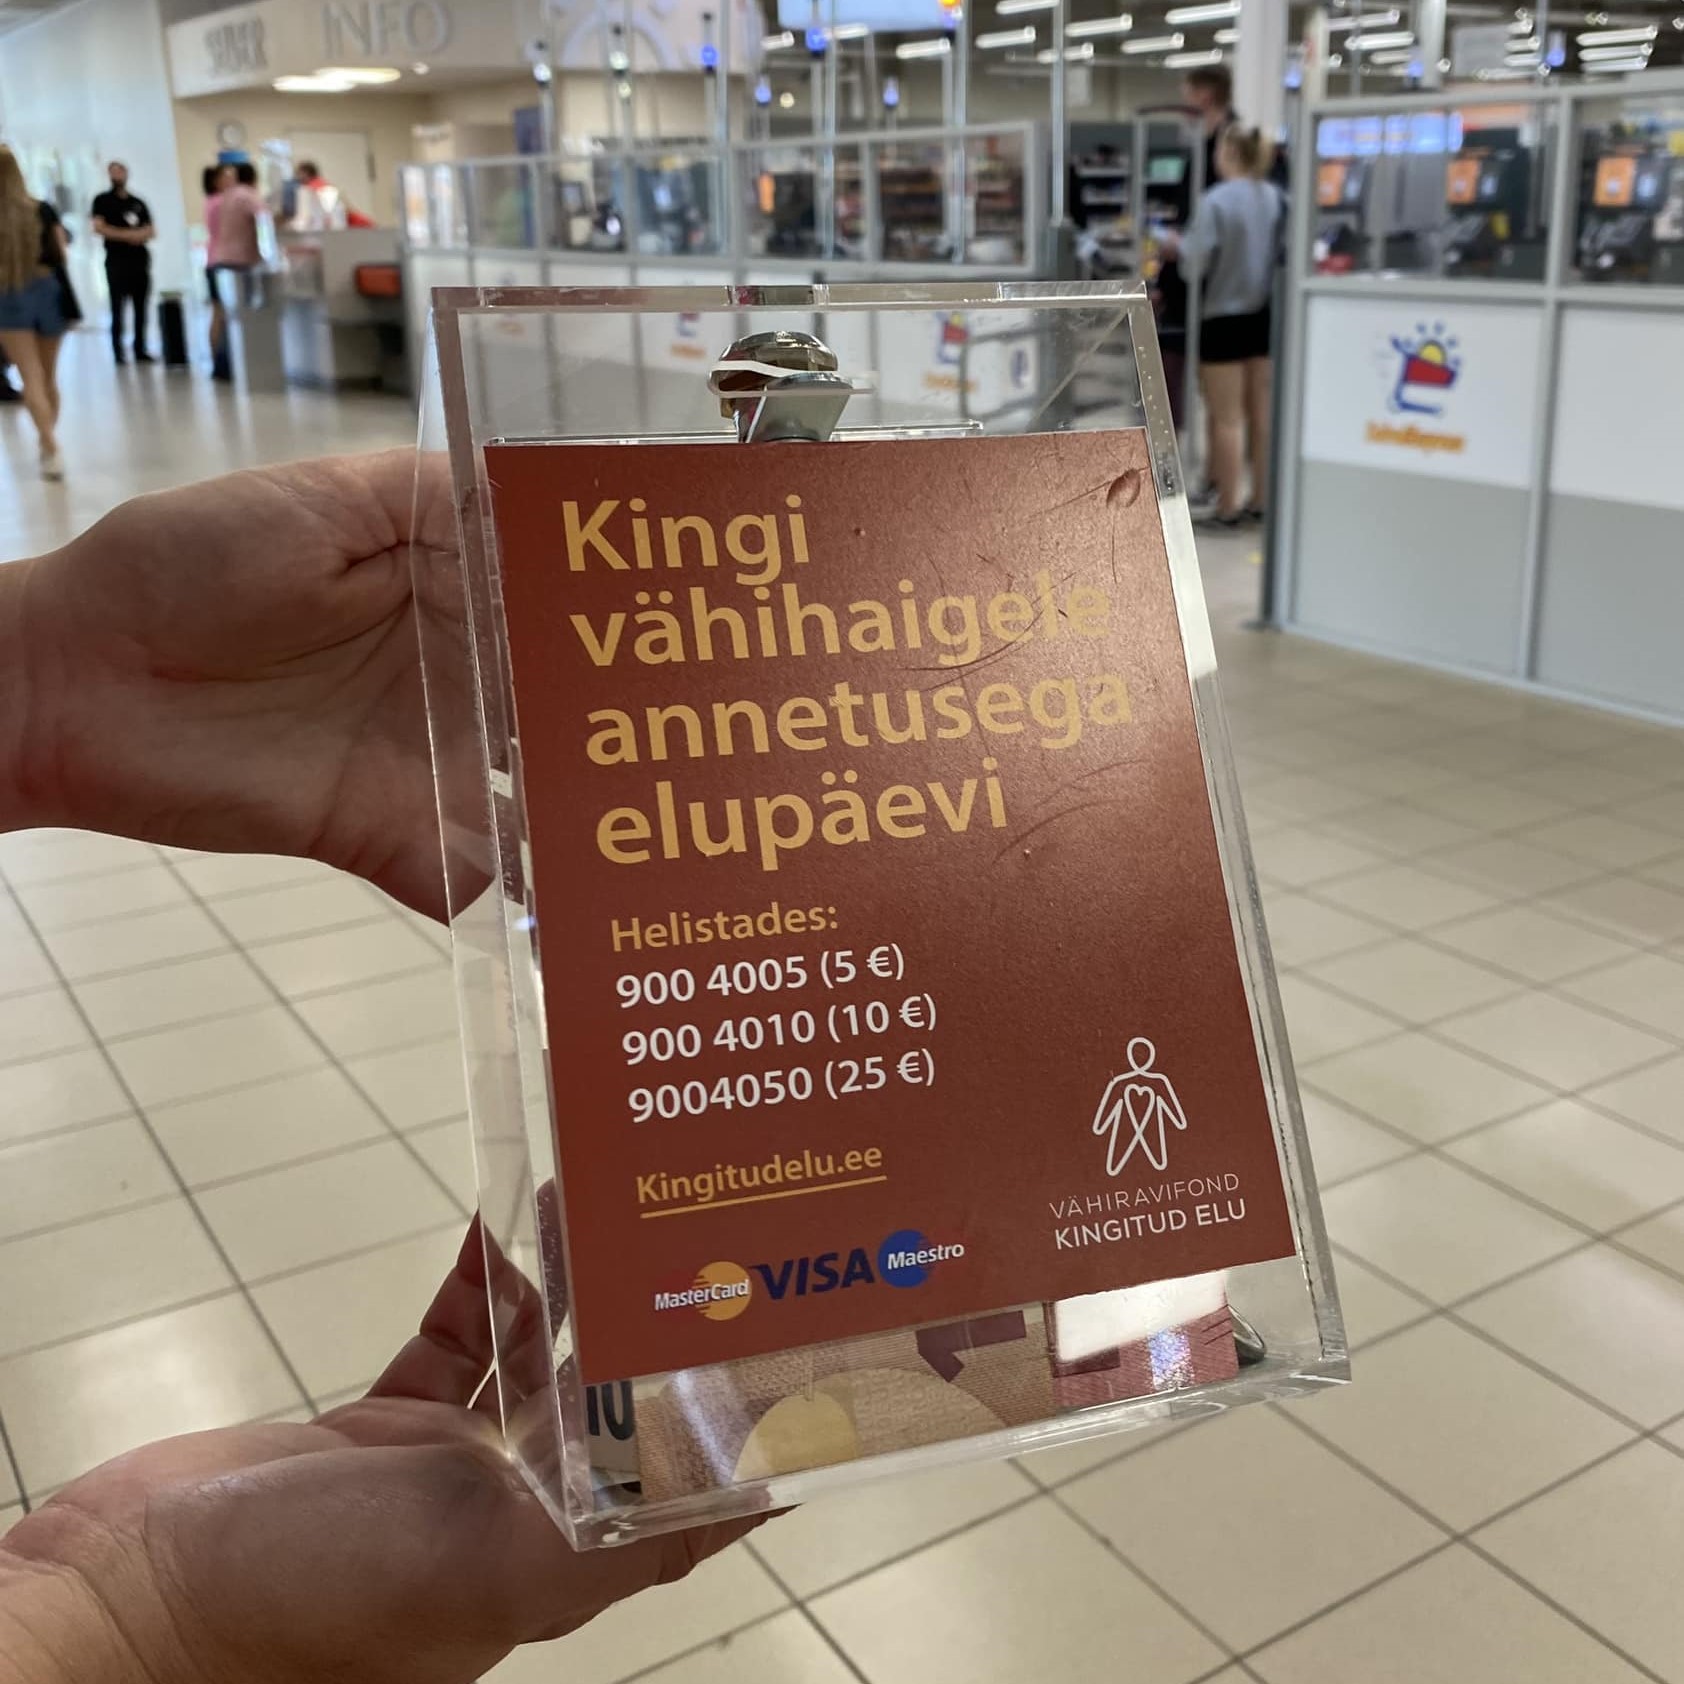 INFO
Kingi
vähihaigele
annetusega
elupäevi
Helistades:
900 4005 (5 €)
900 4010 (10 €)
9004050 (25 €)
Kingitudelu.ee
MasterCard VISA Maestro
VÄHIRAVIFOND
KINGITUD ELU
10